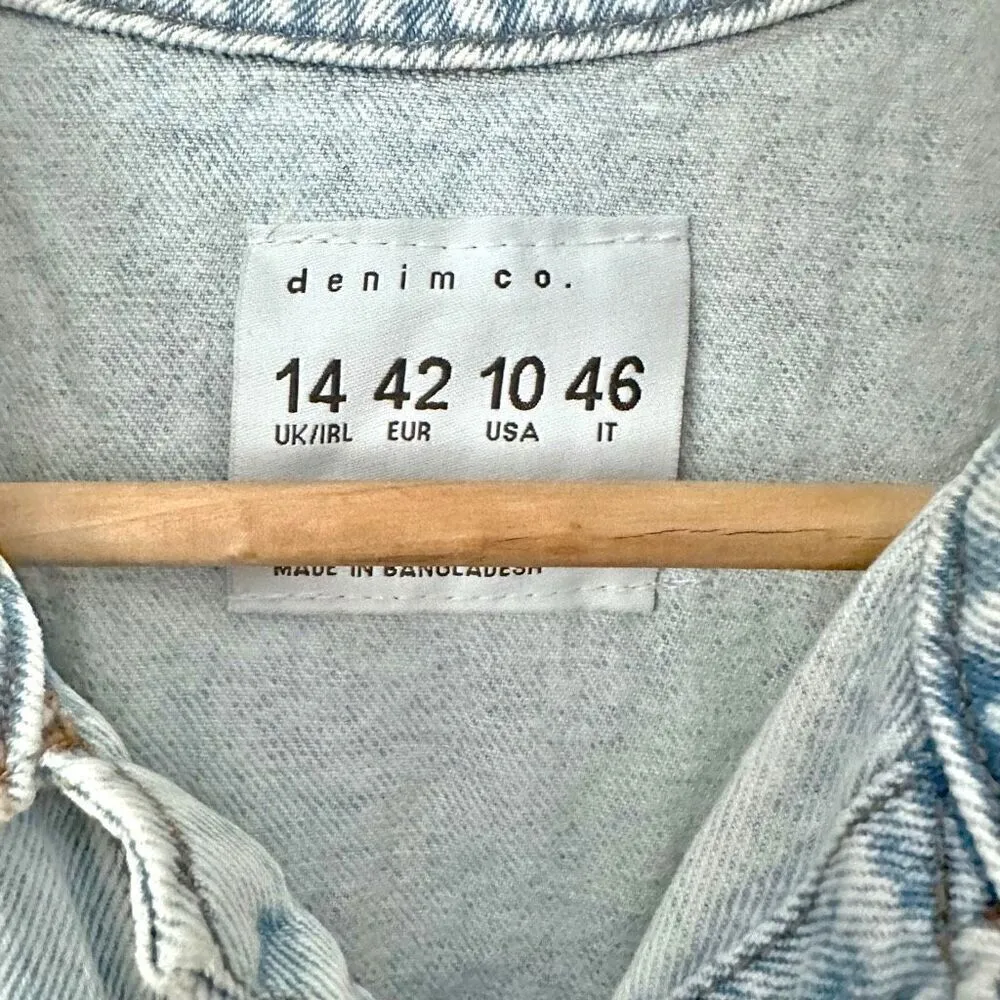 denim co.
14 42 10 46
UK/IRL EUR USA IT
MADE IN BANGLADESH